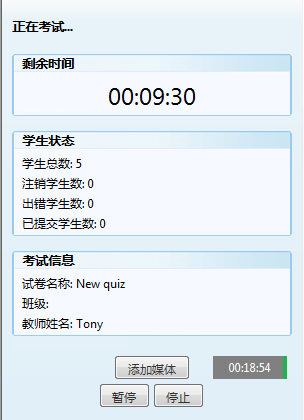 正在考试...
剩余时间
00:09:30
学生状态
学生总数: 5
注销学生数: 0
出错学生数: 0
已提交学生数: 0
考试信息
试卷名称: New quiz
班级:
教师姓名: Tony
添加媒体 00:18:54
暂停 停止